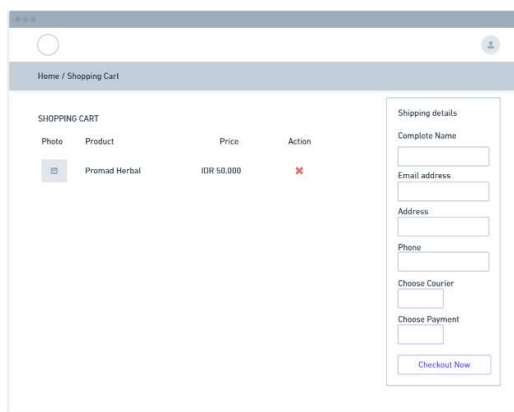 Home / Shopping Cart
SHOPPING CART
Photo Product Price Action
Promad Herbal IDR 50.000
Shipping details
Complete Name
Email address
Address
Phone
Choose Courier
Choose Payment
Checkout Now